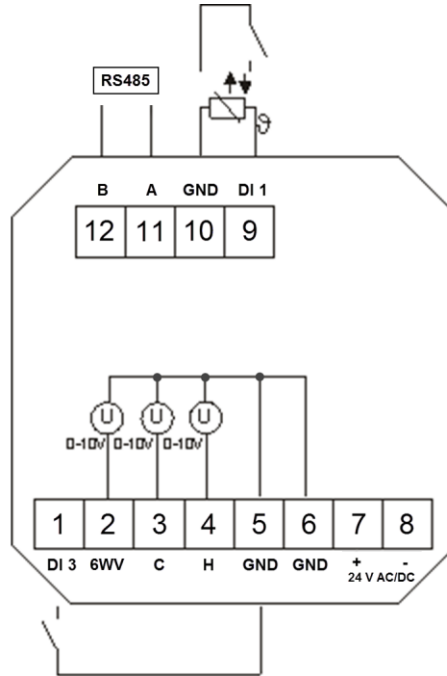 RS485
ϑ
B A GND DI 1
12 11 10 9
U U U
0-10V 0-10V 0-10V
1 2 3 4 5 6 7 8
DI 3 6WV C H GND GND + -
24 V AC/DC